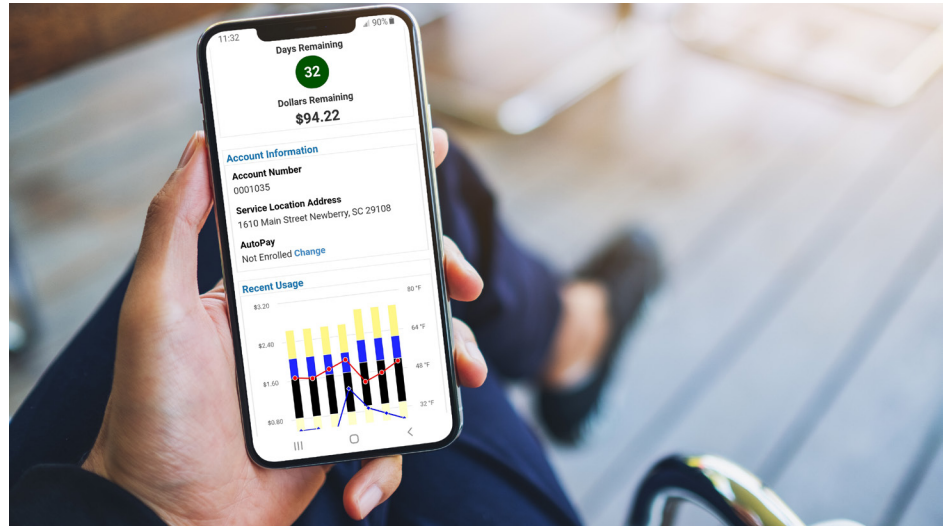 11:32 90%
Days Remaining
32
Dollars Remaining
$94.22
Account Information
Account Number
0001035
Service Location Address
1610 Main Street Newberry, SC 29108
AutoPay
Not Enrolled Change
Recent Usage
$3.20 80 °F
$2.40 64 °F
$1.60 48 °F
$0.80 32 °F